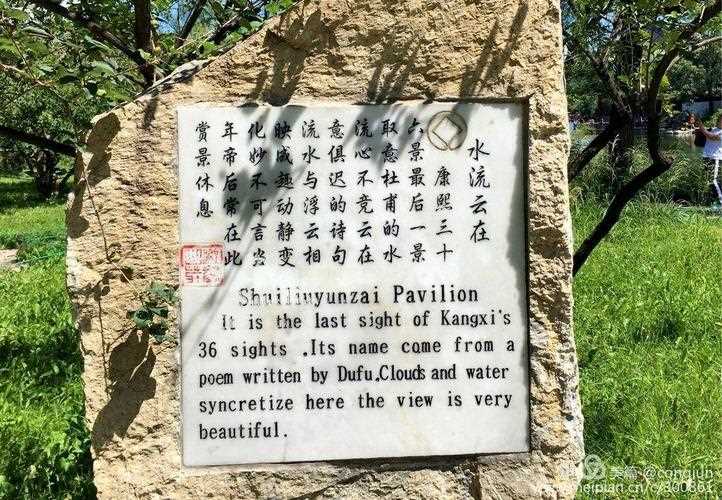 水流云在
康熙三十
六景最后一景
取意杜甫的水
流心不竞云在
意俱迟的诗句
流水与浮云相
映成趣动静变
化妙不可言當
年帝后常在此
赏景休息
Shuiliuyunzai Pavilion
It is the last sight of Kangxi's
36 sights .Its name come from a
poem written by Dufu.Clouds and water
syncretize here the view is very
beautiful.
美篇@congjun